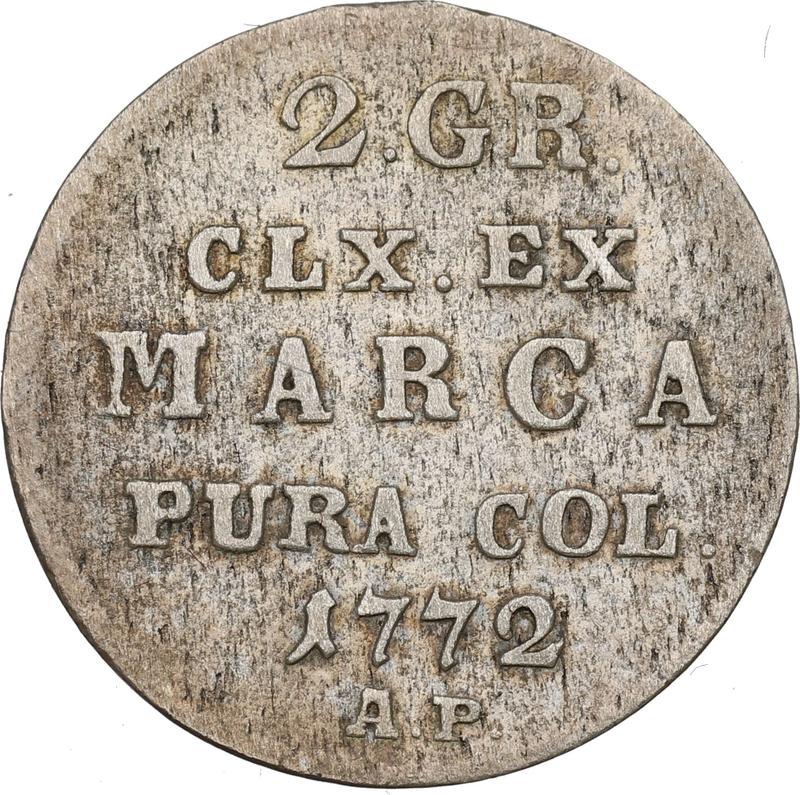 2.GR.
CLX.EX
MARCA
PURA COL.
1772
A.P.